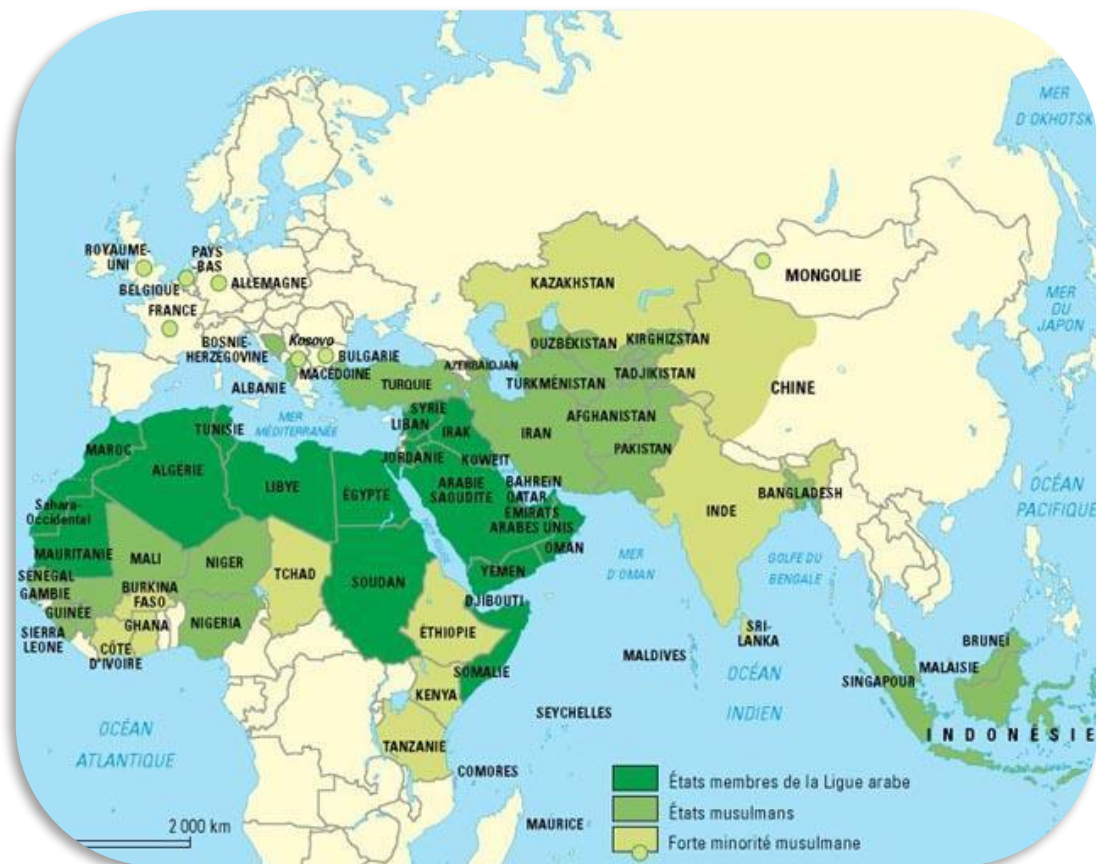 MER
D'OKHOTSK
ROYAUME-
UNI
PAYS
-BAS
BELGIQUE
ALLEMAGNE
FRANCE
BOSNIE-
HERZÉGOVINE
Kosovo
BULGARIE
MACÉDOINE
ALBANIE
MER
MÉDITERRANÉE
TURQUIE
AZERBAÏDJAN
KAZAKHSTAN
OUZBÉKISTAN
KIRGHIZSTAN
TURKMÉNISTAN
TADJIKISTAN
MONGOLIE
CHINE
MER
DU
JAPON
OCÉAN
PACIFIQUE
MAROC
TUNISIE
ALGÉRIE
LIBYE
ÉGYPTE
SYRIE
LIBAN
IRAK
JORDANIE
KOWEIT
IRAN
AFGHANISTAN
PAKISTAN
ARABIE
SAOUDITE
BAHREÏN
QATAR
ÉMIRATS
ARABES UNIS
OMAN
YEMEN
MER ROUGE
MER
D'OMAN
INDE
BANGLADESH
GOLFE DU
BENGALE
SRI-
LANKA
MALDIVES
OCÉAN
INDIEN
Sahara-
Occidental
MAURITANIE
MALI
NIGER
TCHAD
SOUDAN
SÉNÉGAL
GAMBIE
GUINÉE
SIERRA
LEONE
BURKINA
FASO
GHANA
CÔTE
D'IVOIRE
NIGERIA
DJIBOUTI
ÉTHIOPIE
SOMALIE
KENYA
TANZANIE
SEYCHELLES
COMORES
MAURICE
OCÉAN
ATLANTIQUE
BRUNEI
MALAISIE
SINGAPOUR
INDONÉSIE
2 000 km
États membres de la Ligue arabe
États musulmans
Forte minorité musulmane